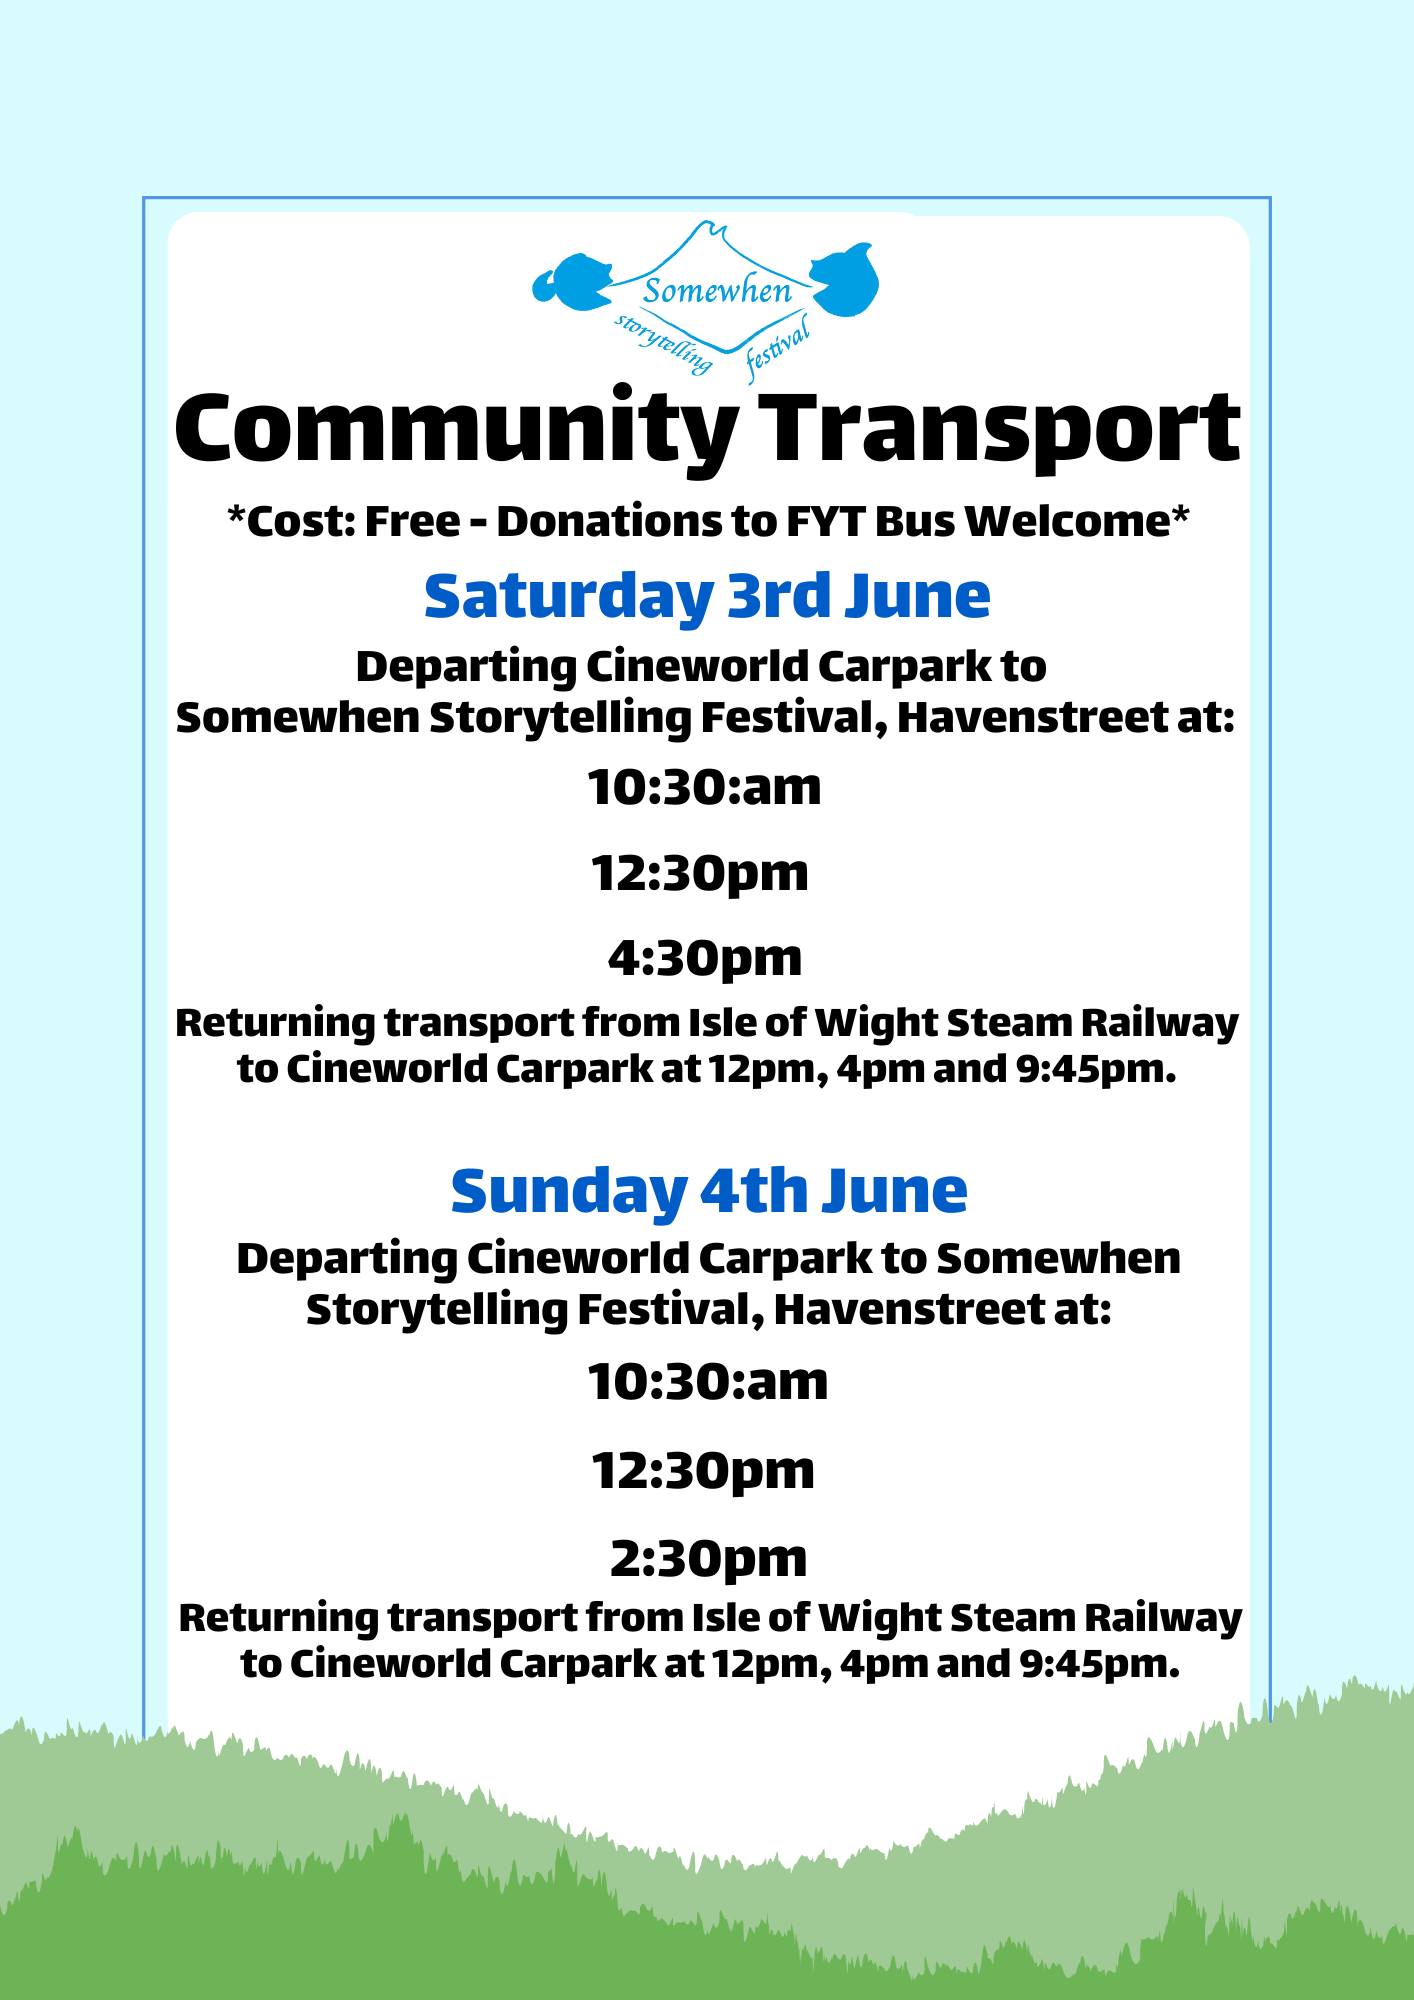 Somewhen
storytelling festival
Community Transport
*Cost: Free - Donations to FYT Bus Welcome*
Saturday 3rd June
Departing Cineworld Carpark to
Somewhen Storytelling Festival, Havenstreet at:
10:30:am
12:30pm
4:30pm
Returning transport from Isle of Wight Steam Railway
to Cineworld Carpark at 12pm, 4pm and 9:45pm.
Sunday 4th June
Departing Cineworld Carpark to Somewhen
Storytelling Festival, Havenstreet at:
10:30:am
12:30pm
2:30pm
Returning transport from Isle of Wight Steam Railway
to Cineworld Carpark at 12pm, 4pm and 9:45pm.